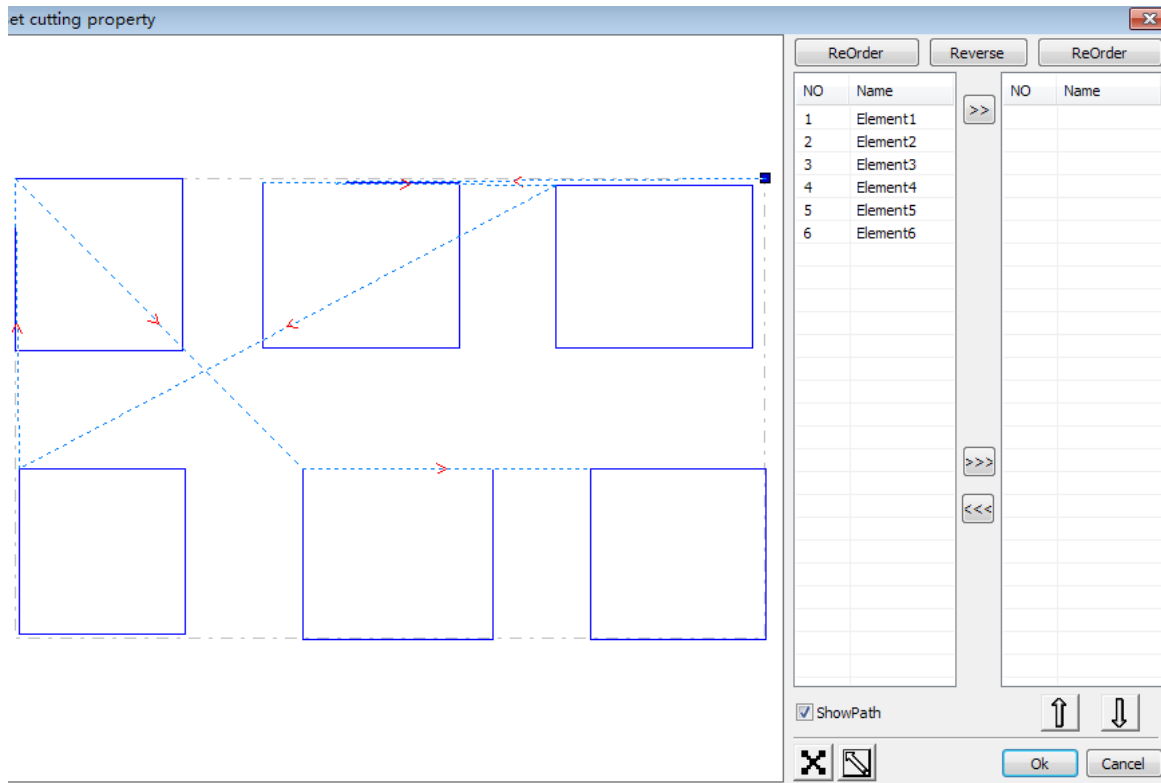 et cutting property
ReOrder Reverse ReOrder
NO Name >> NO Name
1 Element1
2 Element2
3 Element3
4 Element4
5 Element5
6 Element6
>>>
<<<
ShowPath
Ok Cancel